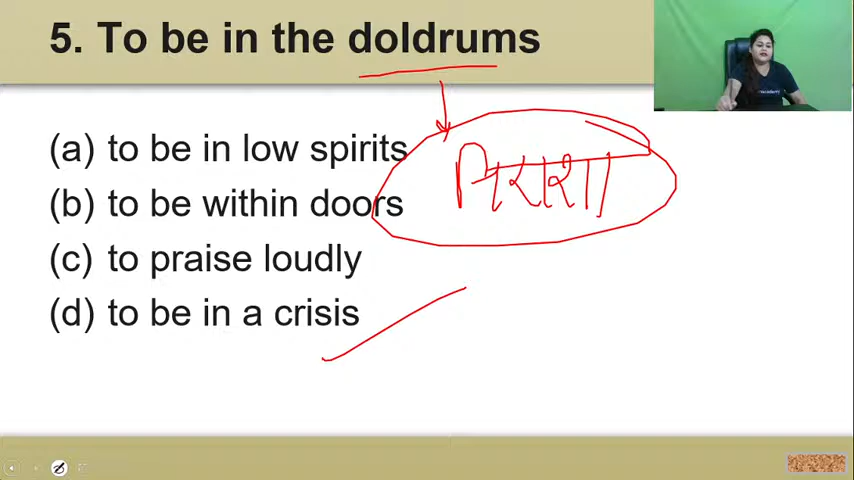 5. To be in the doldrums
(a) to be in low spirits
निराशा
(b) to be within doors
(c) to praise loudly
(d) to be in a crisis